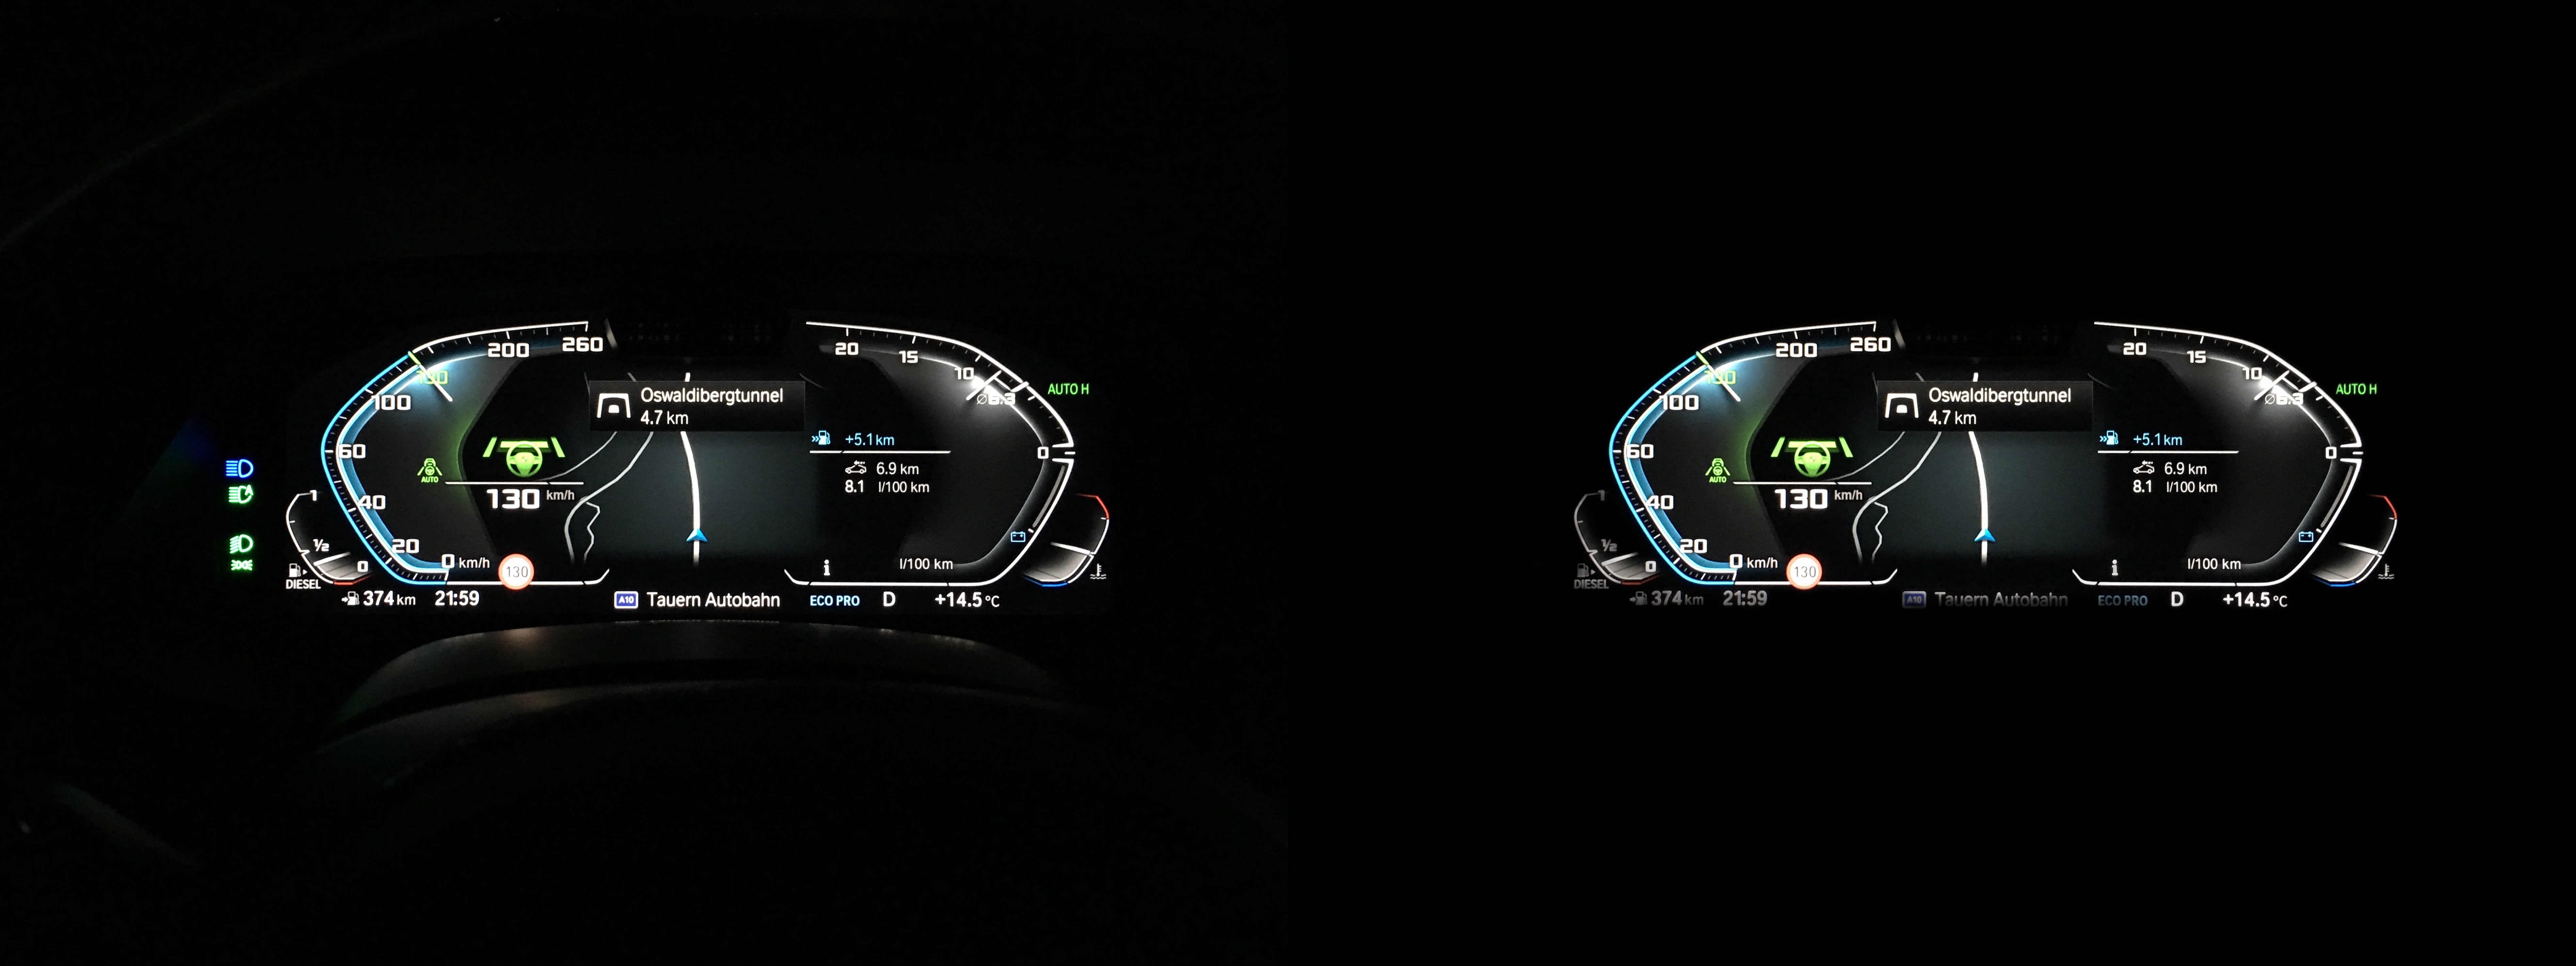 200 260
100
60
40
20
0 km/h
AUTO
130 km/h
130
1
1/2
0
DIESEL
374 km 21:59
Oswaldibergtunnel
4.7 km
A10 Tauern Autobahn
20 15 10
Ø6.3
0
AUTO H
+5.1 km
6.9 km
8.1 l/100 km
i l/100 km
ECO PRO D +14.5 °C
200 260
100
60
40
20
0 km/h
AUTO
130 km/h
130
1
1/2
0
DIESEL
374 km 21:59
Oswaldibergtunnel
4.7 km
A10 Tauern Autobahn
20 15 10
Ø6.3
0
AUTO H
+5.1 km
6.9 km
8.1 l/100 km
i l/100 km
ECO PRO D +14.5 °C